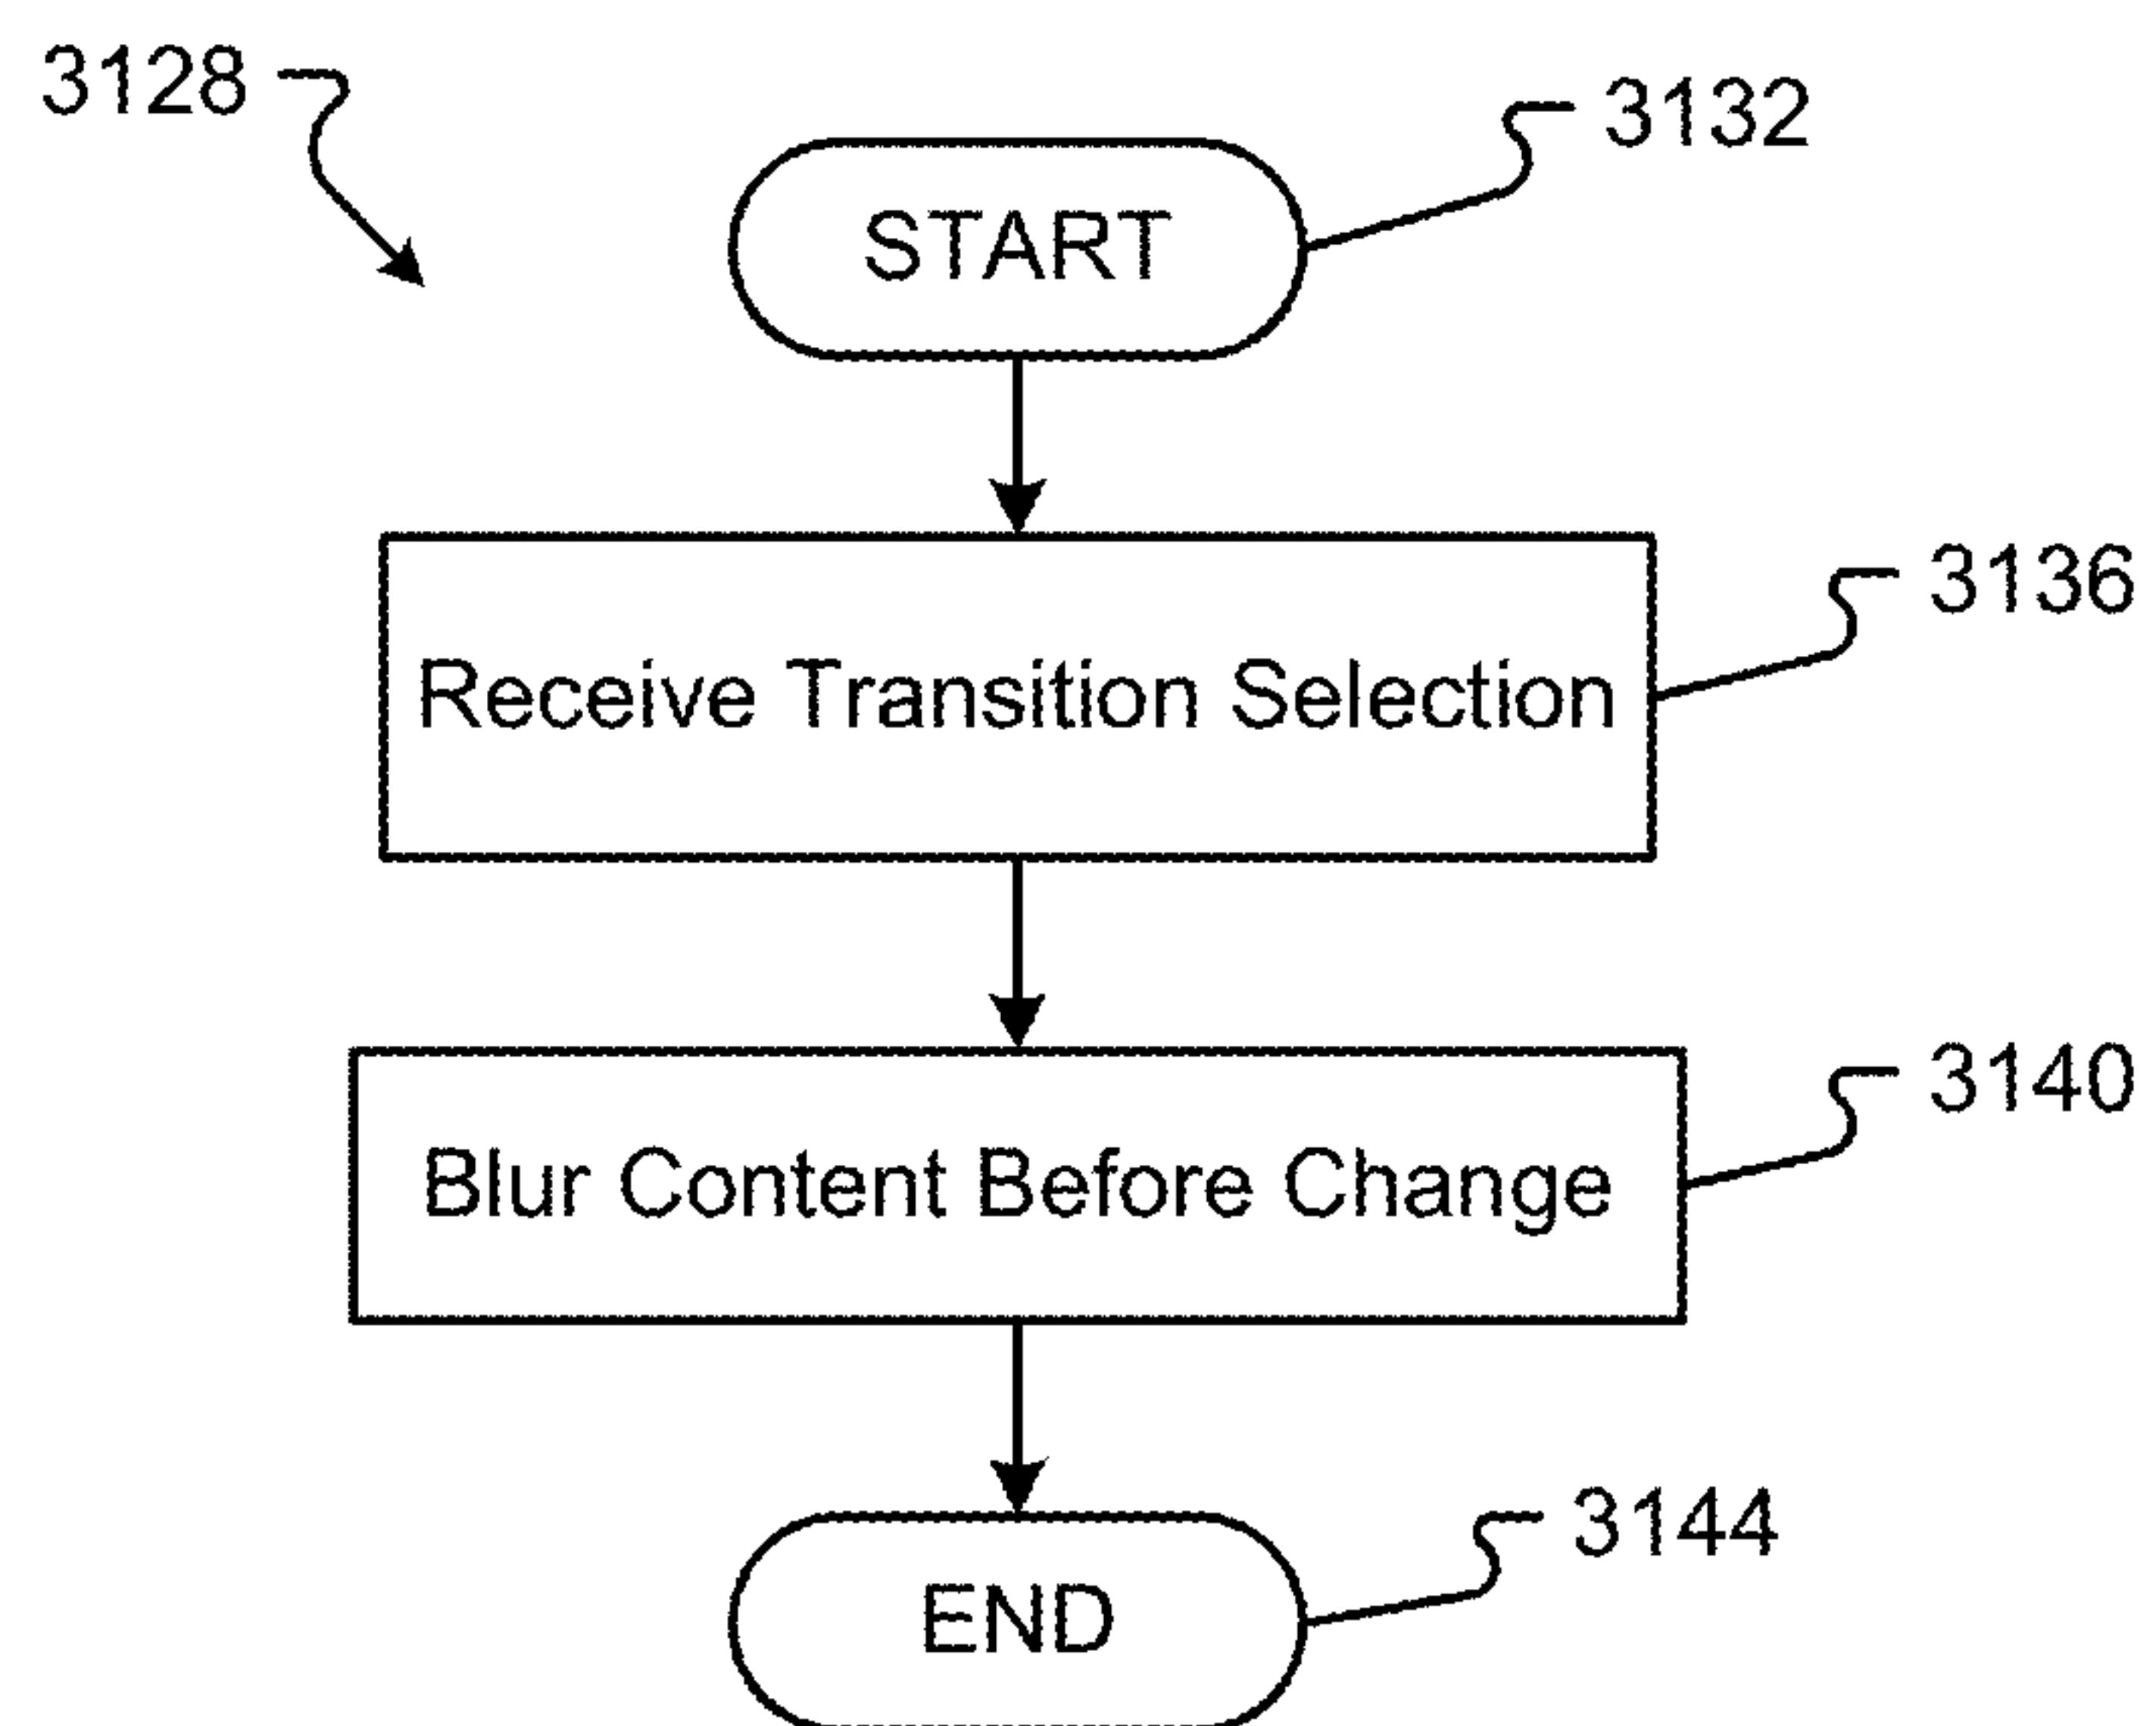 3128
3132
START
3136
Receive Transition Selection
3140
Blur Content Before Change
3144
END